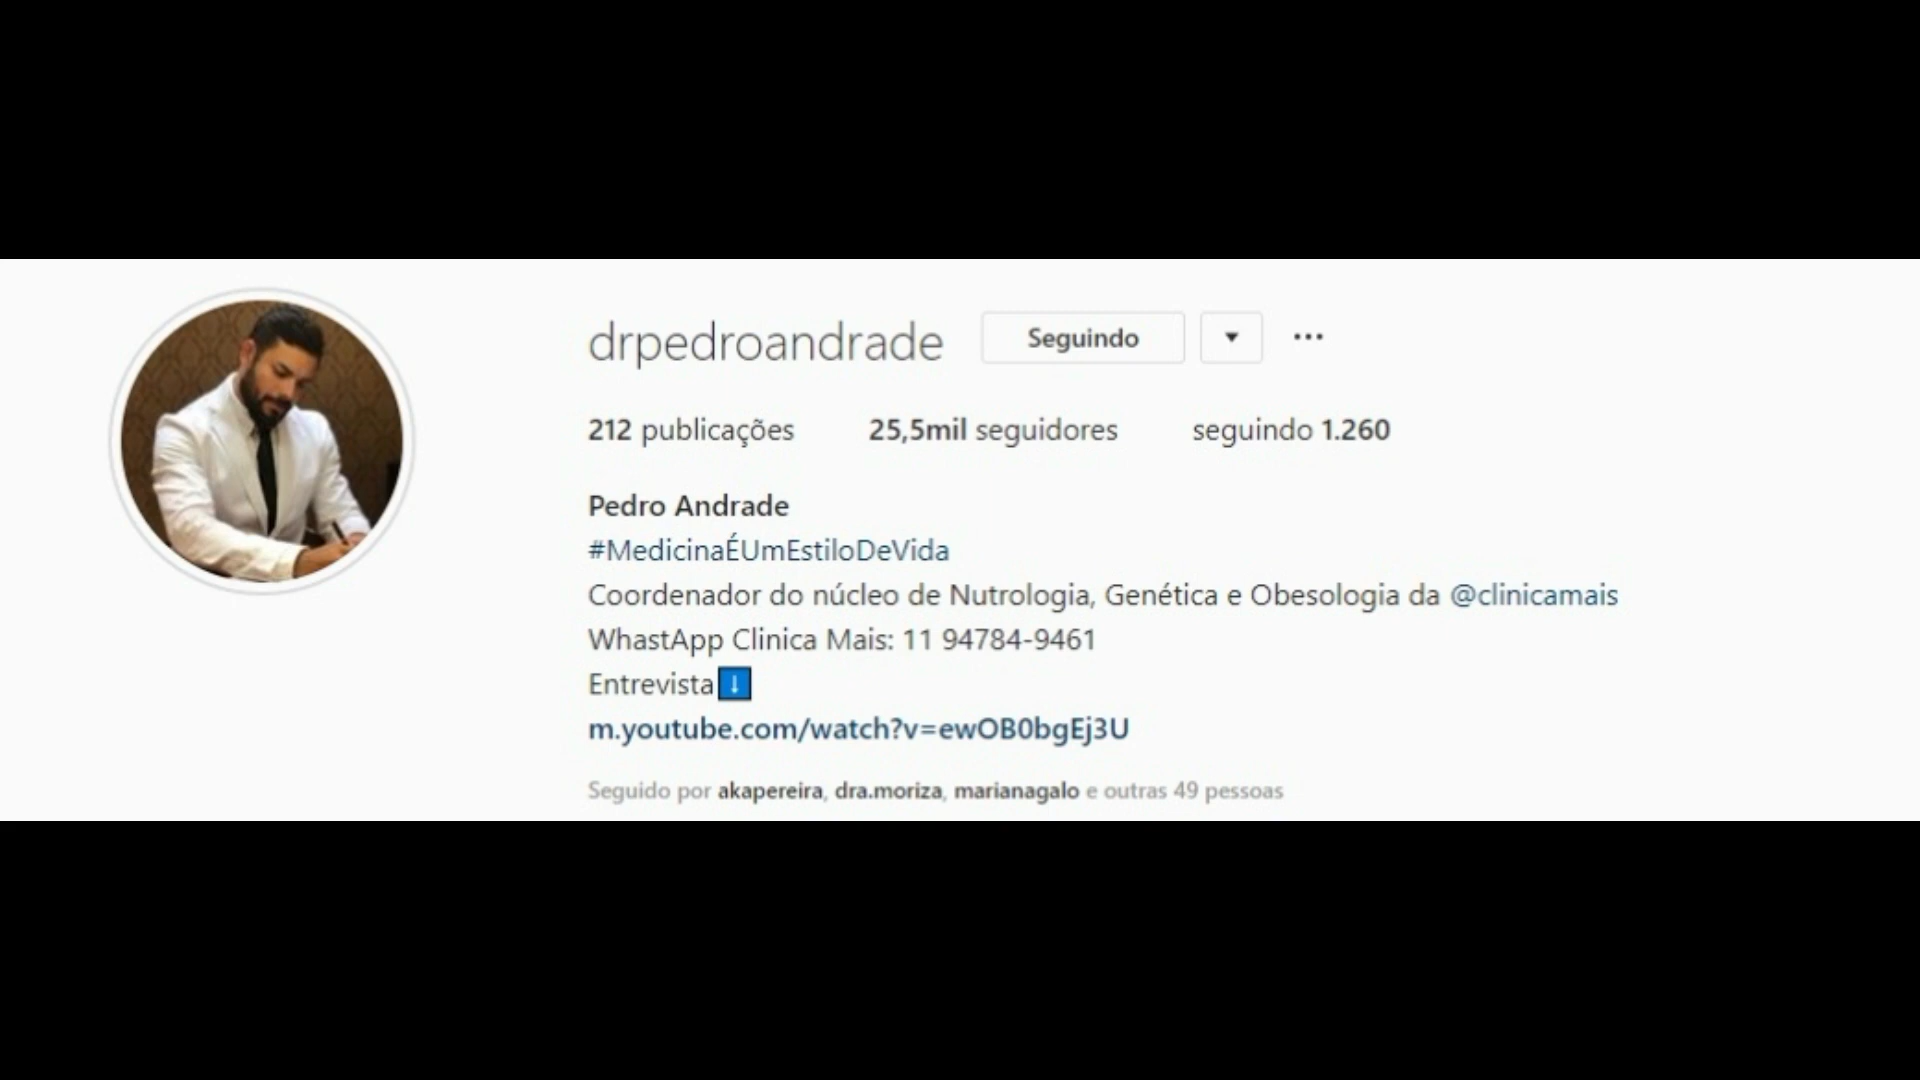 drpedroandrade Seguindo
212 publicações 25,5mil seguidores seguindo 1.260
Pedro Andrade
#MedicinaÉUmEstiloDeVida
Coordenador do núcleo de Nutrologia, Genética e Obesologia da @clinicamais
WhastApp Clinica Mais: 11 94784-9461
Entrevista⬇
m.youtube.com/watch?v=ewOB0bgEj3U
Seguido por akapereira, dra.moriza, marianagalo e outras 49 pessoas